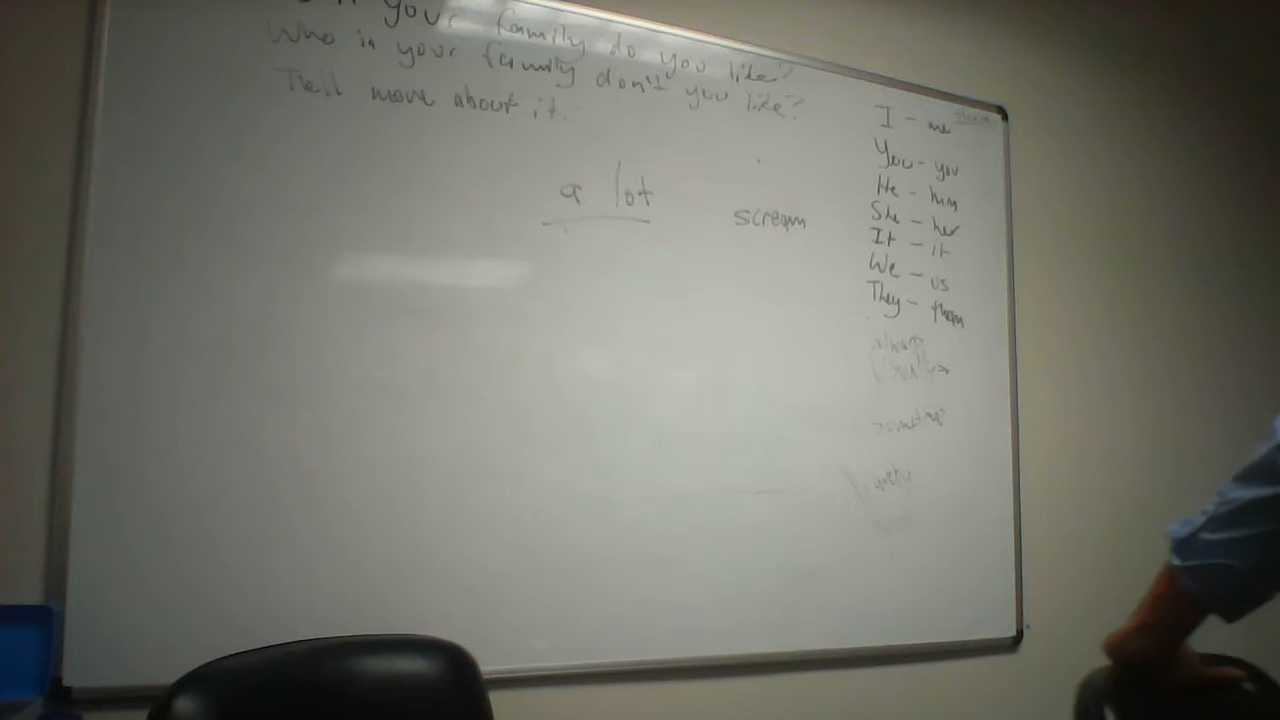 your family do you like?
Who in your family don't you like?
Tell more about it.
a lot
scream
I - me
You - you
He - him
She - her
It - it
We - us
They - them